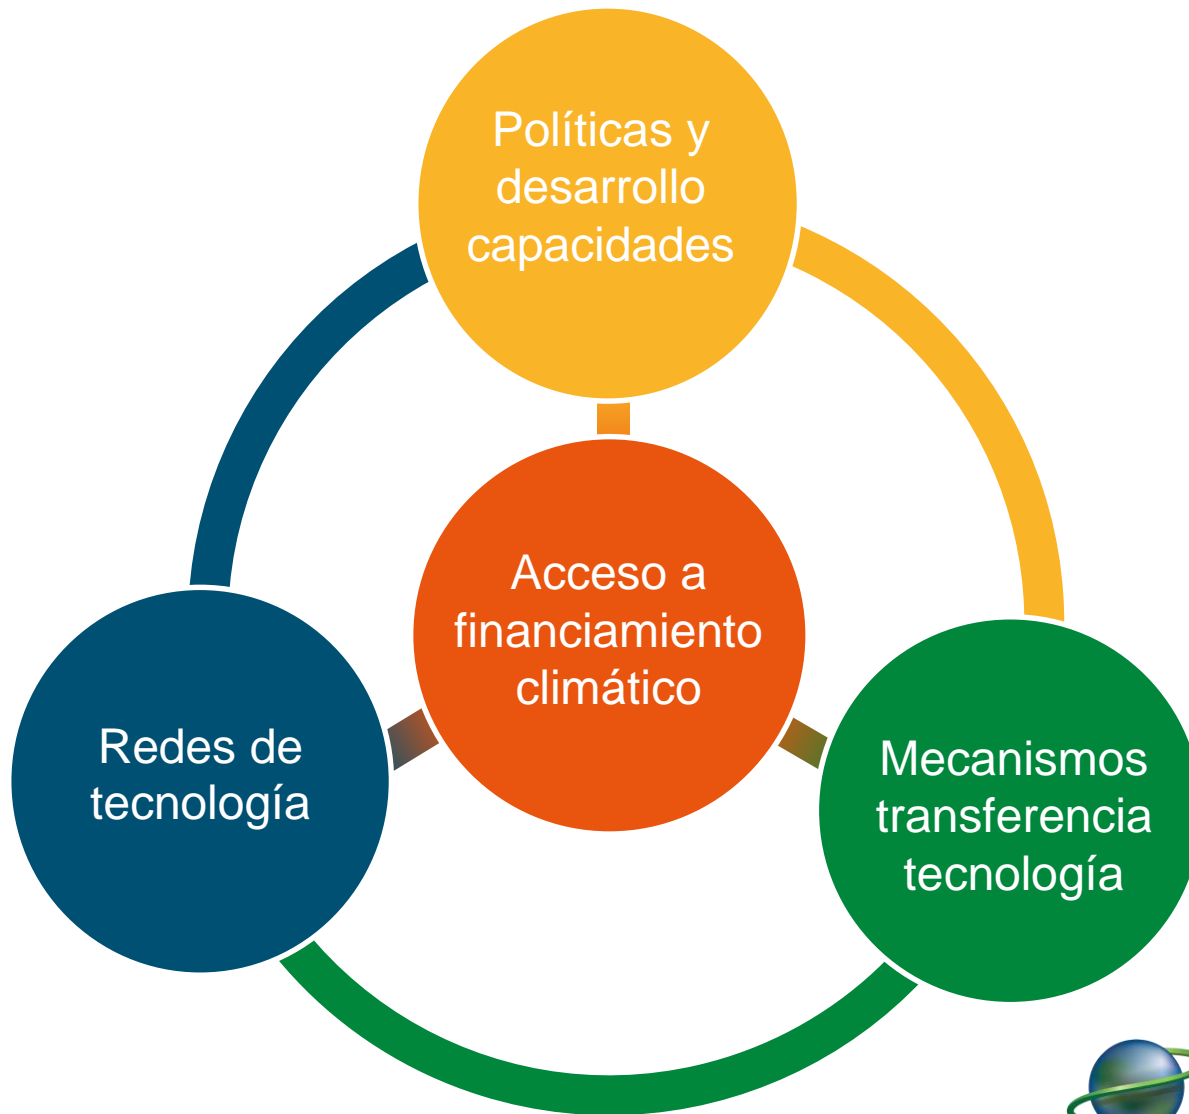 Políticas y
desarrollo
capacidades
Acceso a
financiamiento
climático
Redes de
tecnología
Mecanismos
transferencia
tecnología